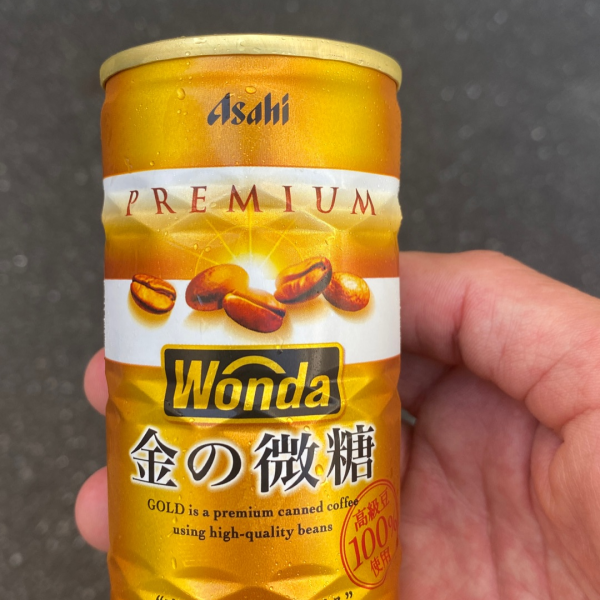 Asahi
PREMIUM
Wonda
金の微糖
GOLD is a premium canned coffee
using high-quality beans
高級豆
100%
使用